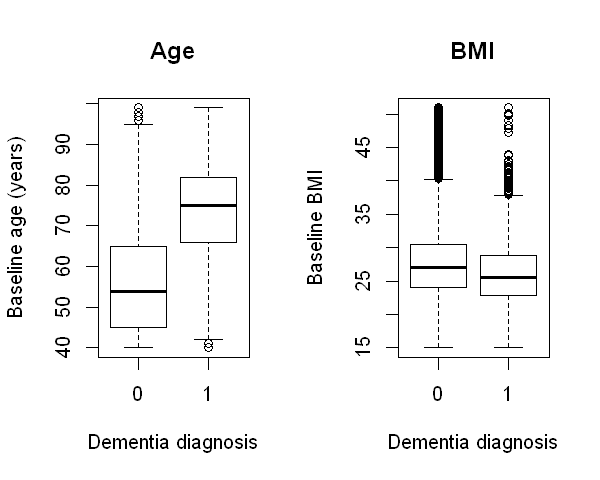 Age
Baseline age (years)
90
80
70
60
50
40
0 1
Dementia diagnosis
BMI
Baseline BMI
45
35
25
15
0 1
Dementia diagnosis